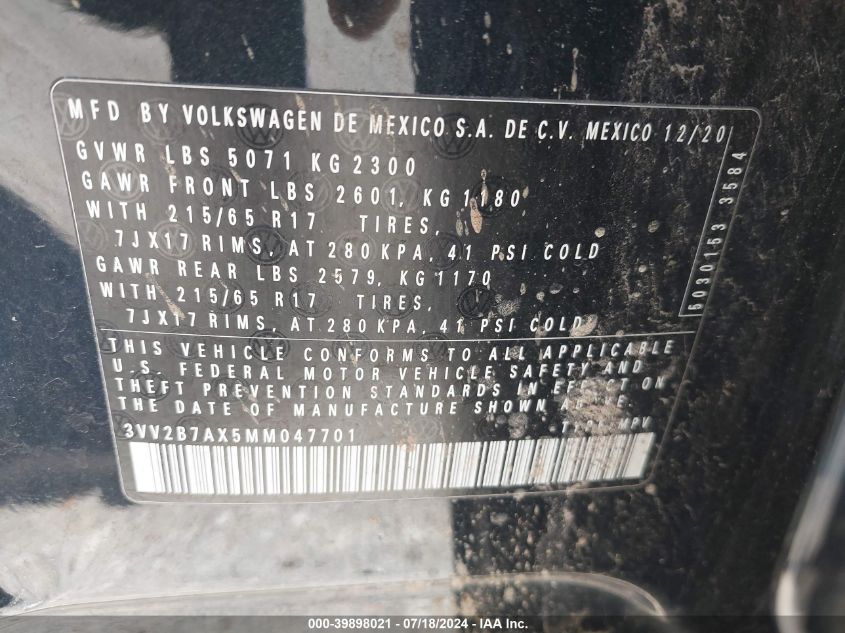 MFD BY VOLKSWAGEN DE MEXICO S.A. DE C.V. MEXICO 12/20
GVWR LBS 5071 KG 2300
GAWR FRONT LBS 2601, KG 1180
WITH 215/65 R17 TIRES,
7JX17 RIMS, AT 280 KPA, 41 PSI COLD
GAWR REAR LBS 2579, KG 1170
WITH 215/65 R17 TIRES,
7JX17 RIMS, AT 280 KPA, 41 PSI COLD
5030153 3584
THIS VEHICLE CONFORMS TO ALL APPLICABLE
U.S. FEDERAL MOTOR VEHICLE SAFETY AND
THEFT PREVENTION STANDARDS IN EFFECT ON
THE DATE OF MANUFACTURE SHOWN ABOVE.
3VV2B7AX5MM047701 TYPE: MPV
000-39898021 - 07/18/2024 - IAA Inc.